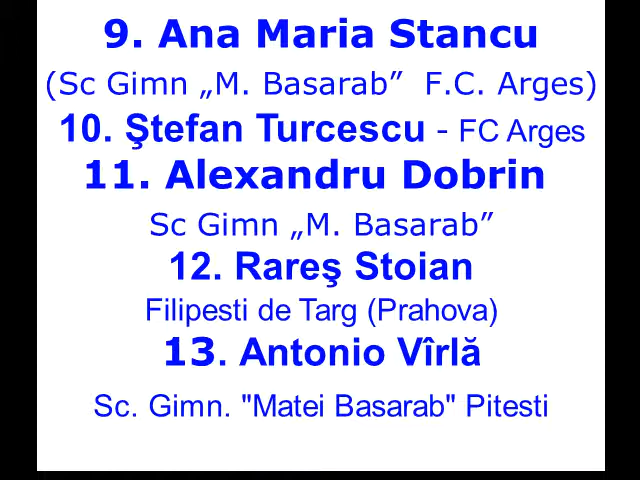 9. Ana Maria Stancu
(Sc Gimn „M. Basarab”  F.C. Arges)
10. Ştefan Turcescu - FC Arges
11. Alexandru Dobrin
Sc Gimn „M. Basarab”
12. Rareş Stoian
Filipesti de Targ (Prahova)
13. Antonio Vîrlă
Sc. Gimn. "Matei Basarab" Pitesti